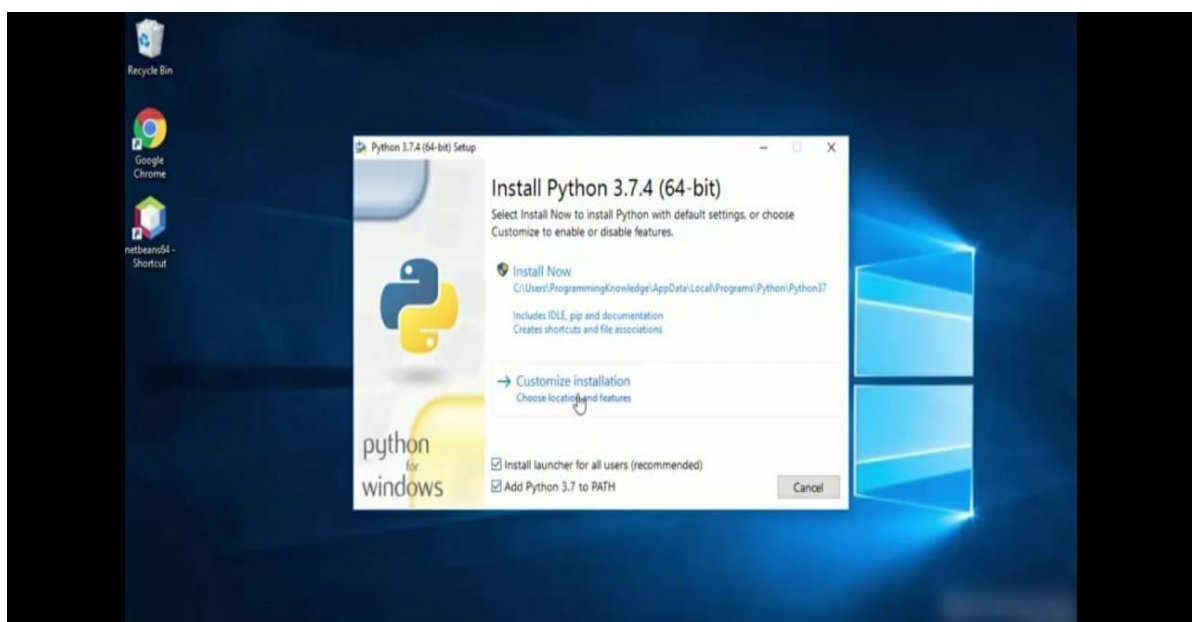 Recycle Bin
Google
Chrome
netbeans64 -
Shortcut
Python 3.7.4 (64-bit) Setup
Install Python 3.7.4 (64-bit)
Select Install Now to install Python with default settings, or choose
Customize to enable or disable features.
Install Now
C:\Users\ProgrammingKnowledge\AppData\Local\Programs\Python\Python37
Includes IDLE, pip and documentation
Creates shortcuts and file associations
Customize installation
Choose location and features
Install launcher for all users (recommended)
Add Python 3.7 to PATH
Cancel
python
for
windows